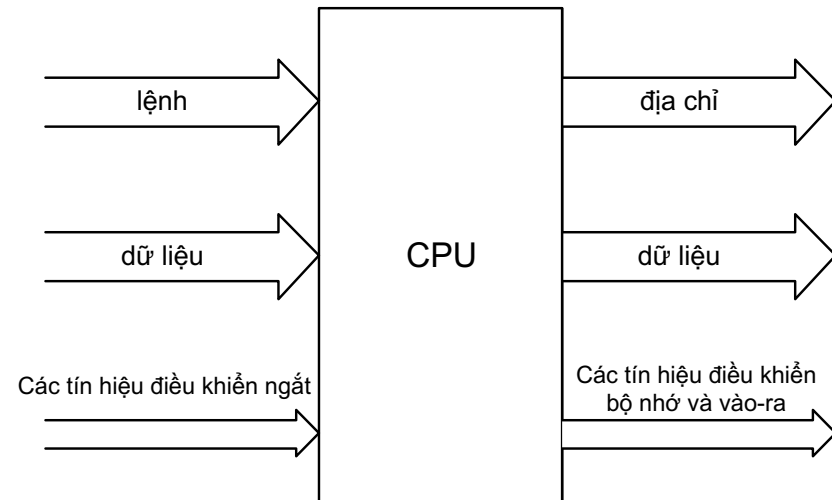 lệnh
địa chỉ
dữ liệu
CPU
dữ liệu
Các tín hiệu điều khiển ngắt
Các tín hiệu điều khiển
bộ nhớ và vào-ra